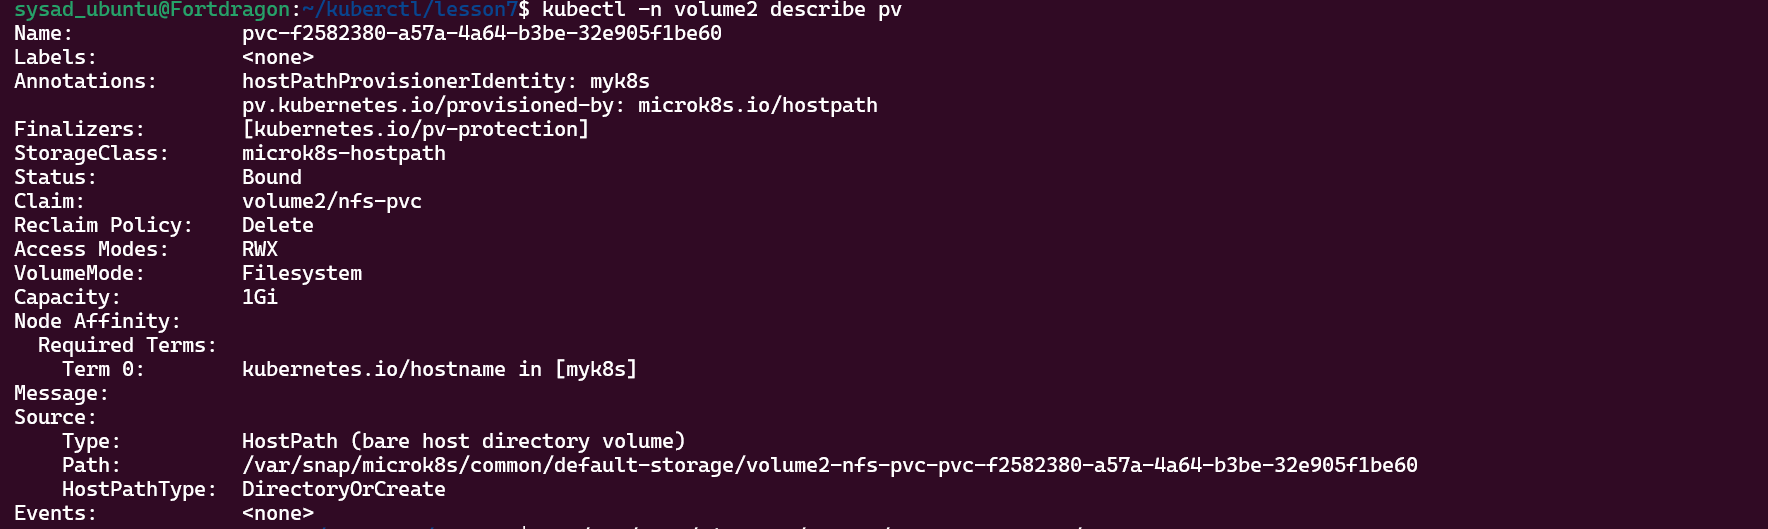 sysad_ubuntu@Fortdragon:~/kuberctl/lesson7$ kubectl -n volume2 describe pv
Name:              pvc-f2582380-a57a-4a64-b3be-32e905f1be60
Labels:            <none>
Annotations:       hostPathProvisionerIdentity: myk8s
                   pv.kubernetes.io/provisioned-by: microk8s.io/hostpath
Finalizers:        [kubernetes.io/pv-protection]
StorageClass:      microk8s-hostpath
Status:            Bound
Claim:             volume2/nfs-pvc
Reclaim Policy:    Delete
Access Modes:      RWX
VolumeMode:        Filesystem
Capacity:          1Gi
Node Affinity:
  Required Terms:
    Term 0:        kubernetes.io/hostname in [myk8s]
Message:
Source:
    Type:          HostPath (bare host directory volume)
    Path:          /var/snap/microk8s/common/default-storage/volume2-nfs-pvc-pvc-f2582380-a57a-4a64-b3be-32e905f1be60
    HostPathType:  DirectoryOrCreate
Events:            <none>